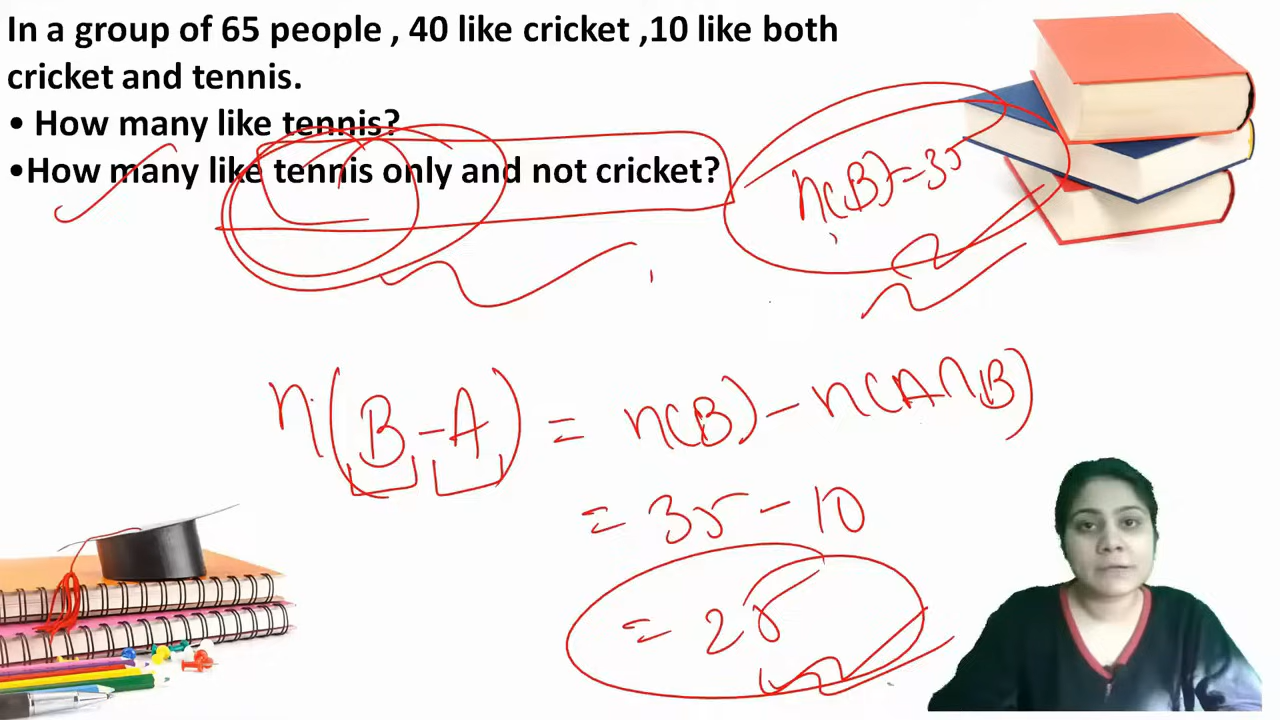 In a group of 65 people , 40 like cricket ,10 like both
cricket and tennis.
• How many like tennis?
•How many like tennis only and not cricket?
n(B)=35
n(B-A) = n(B) - n(A∩B)
= 35 - 10
= 25